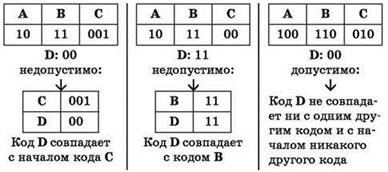 A B C
10 11 001
D: 00
недопустимо:
C 001
D 00
Код D совпадает
с началом кода C
A B C
10 11 00
D: 11
недопустимо:
B 11
D 11
Код D совпадает
с кодом B
A B C
100 110 010
D: 00
допустимо:
Код D не совпада-
ет ни с одним дру-
гим кодом и с на-
чалом никакого
другого кода